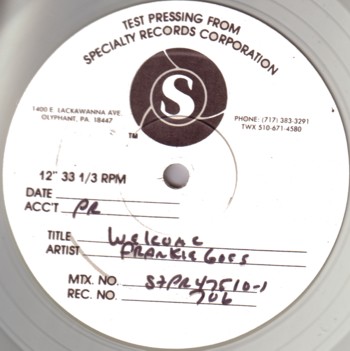 TEST PRESSING FROM
SPECIALTY RECORDS CORPORATION
S
1400 E. LACKAWANNA AVE.
OLYPHANT, PA 18447
PHONE: (717) 383-3291
TWX 510-671-4580
TM
12" 33 1/3 RPM
DATE
ACC'T PR
TITLE Welcome
ARTIST FRANKIE GOES
MTX. NO. S7PRY7510-1
REC. NO. 706